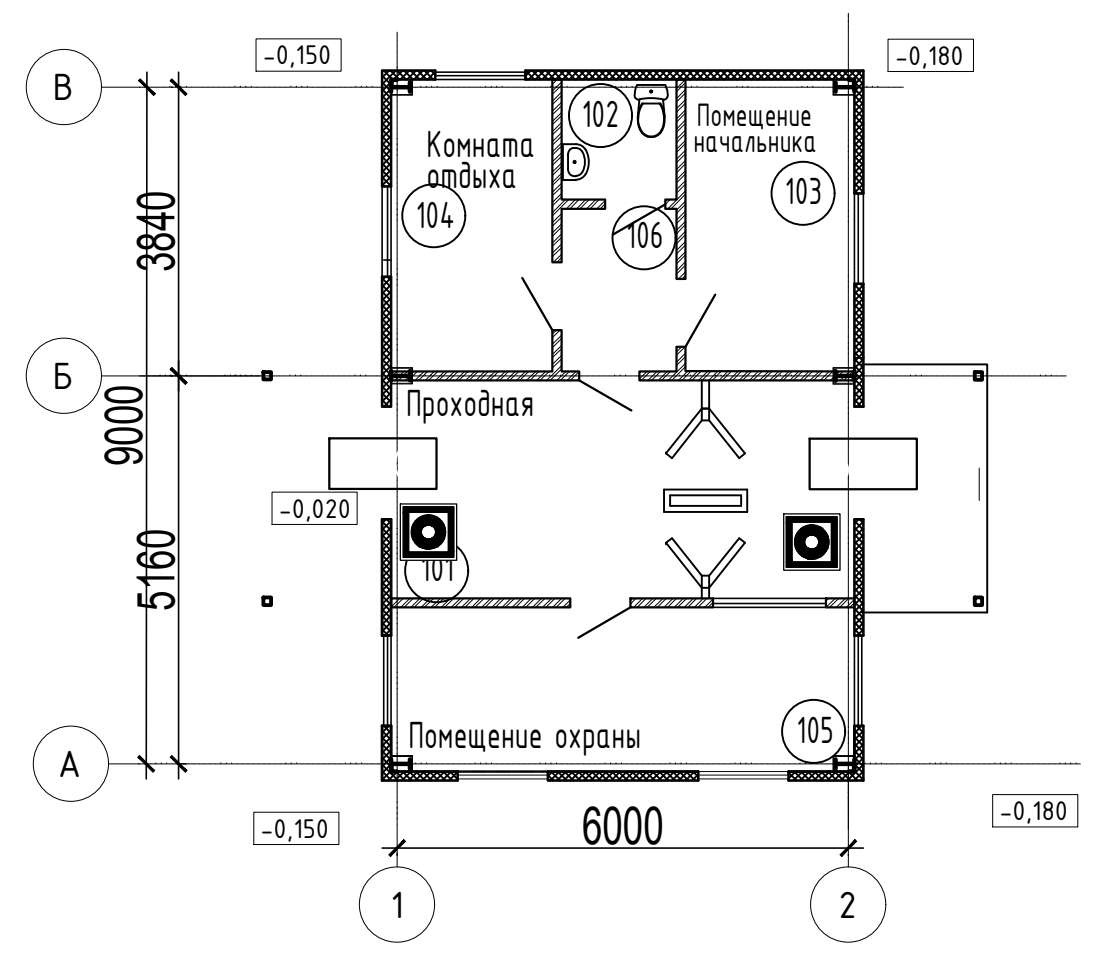 -0,150
-0,180
В
102
Помещение
начальника
Комната
отдыха
103
104
106
3840
Б
Проходная
9000
-0,020
5160
101
105
Помещение охраны
А
-0,150
6000
-0,180
1
2